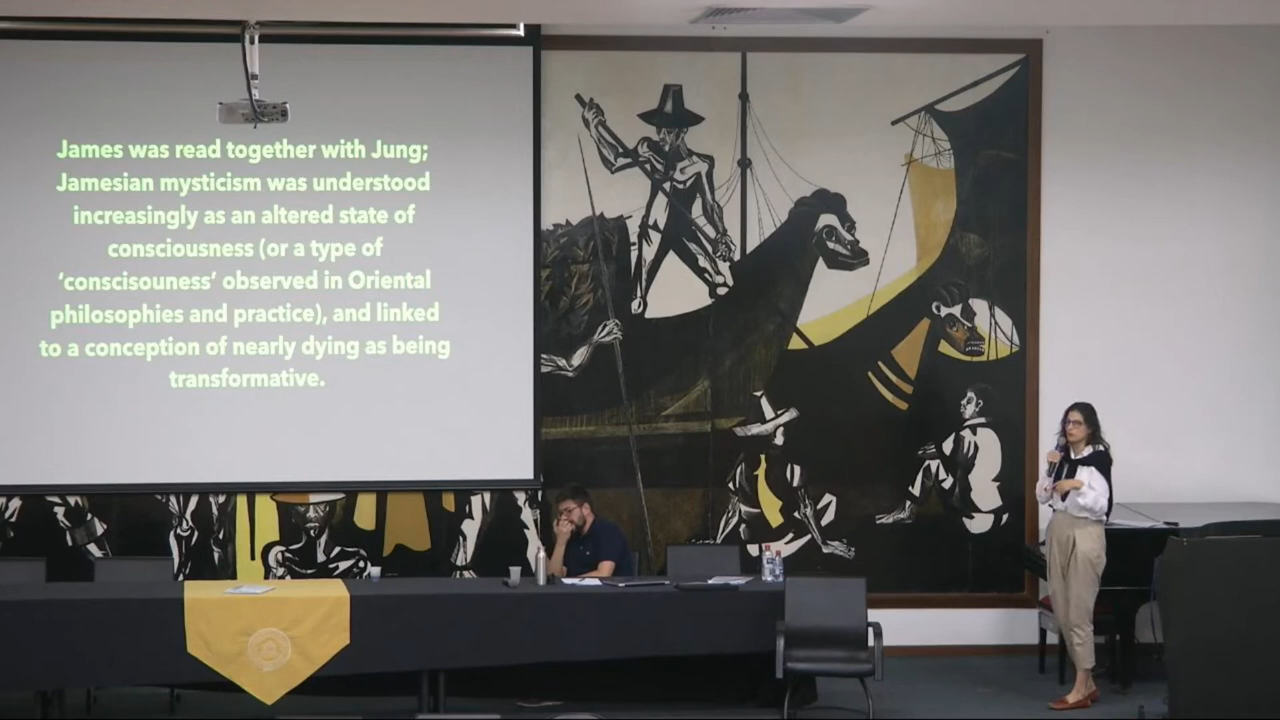 James was read together with Jung;
Jamesian mysticism was understood
increasingly as an altered state of
consciousness (or a type of
‘conscisouness’ observed in Oriental
philosophies and practice), and linked
to a conception of nearly dying as being
transformative.